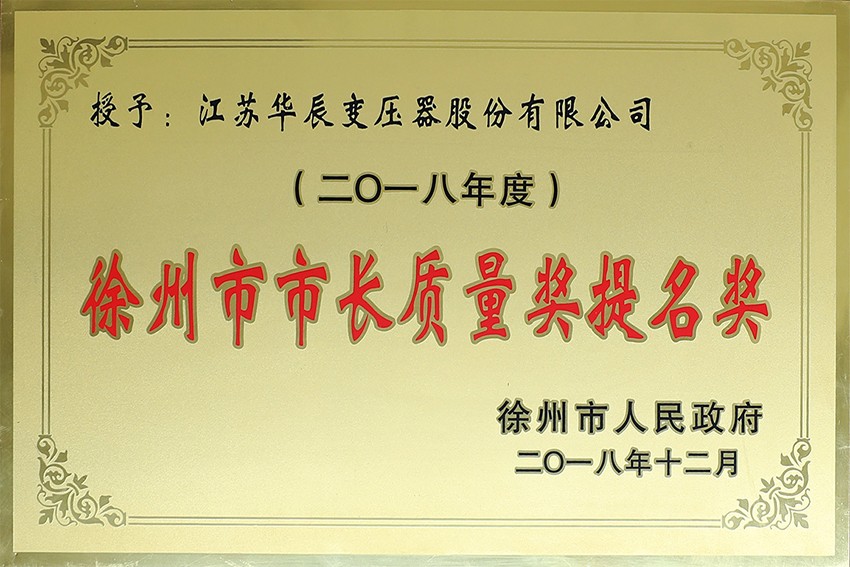 授予：江苏华辰变压器股份有限公司
（二〇一八年度）
徐州市市长质量奖提名奖
徐州市人民政府
二〇一八年十二月